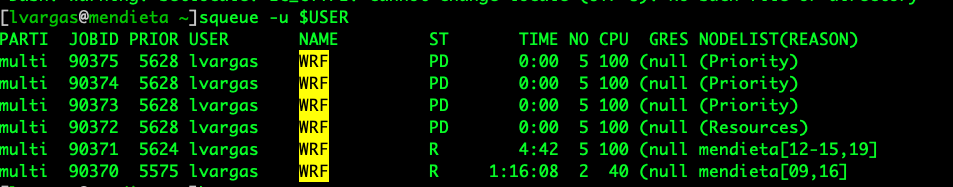 [lvargas@mendieta ~]squeue -u $USER
PARTI JOBID PRIOR USER NAME ST TIME NO CPU GRES NODELIST(REASON)
multi 90375 5628 lvargas WRF PD 0:00 5 100 (null (Priority)
multi 90374 5628 lvargas WRF PD 0:00 5 100 (null (Priority)
multi 90373 5628 lvargas WRF PD 0:00 5 100 (null (Priority)
multi 90372 5628 lvargas WRF PD 0:00 5 100 (null (Resources)
multi 90371 5624 lvargas WRF R 4:42 5 100 (null mendieta[12-15,19]
multi 90370 5575 lvargas WRF R 1:16:08 2 40 (null mendieta[09,16]